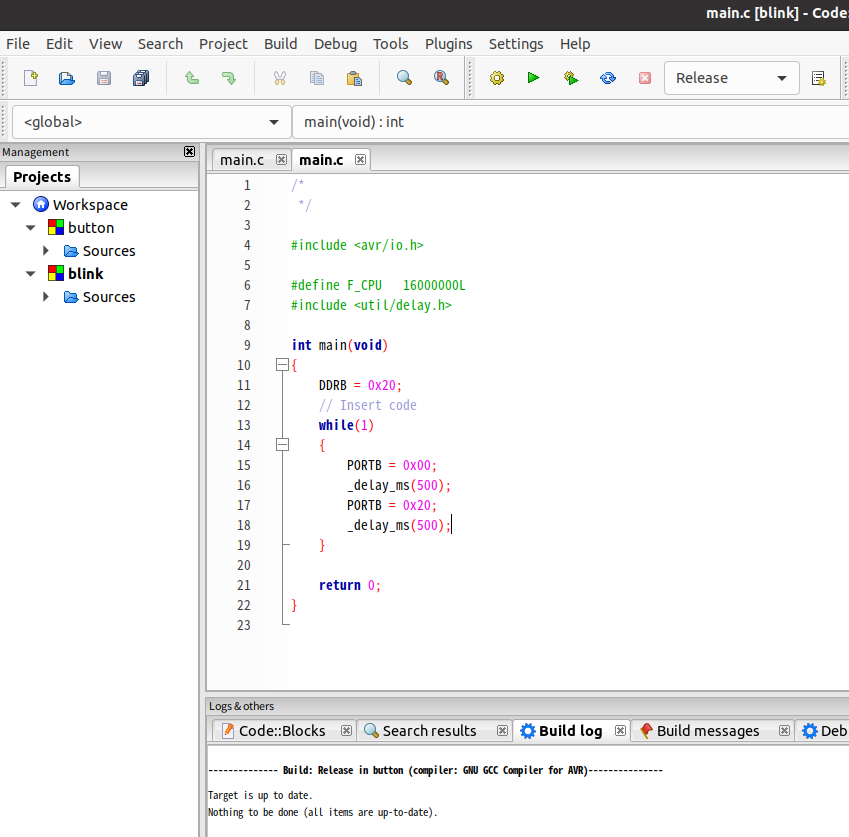 main.c [blink] - Code:
File Edit View Search Project Build Debug Tools Plugins Settings Help
Release
<global> main(void) : int
Management
Projects
Workspace
button
Sources
blink
Sources
main.c main.c
1 /*
2 */
3
4 #include <avr/io.h>
5
6 #define F_CPU 16000000L
7 #include <util/delay.h>
8
9 int main(void)
10 {
11 DDRB = 0x20;
12 // Insert code
13 while(1)
14 {
15 PORTB = 0x00;
16 _delay_ms(500);
17 PORTB = 0x20;
18 _delay_ms(500);
19 }
20
21 return 0;
22 }
23
Logs & others
Code::Blocks Search results Build log Build messages Deb
-------------- Build: Release in button (compiler: GNU GCC Compiler for AVR)---------------
Target is up to date.
Nothing to be done (all items are up-to-date).